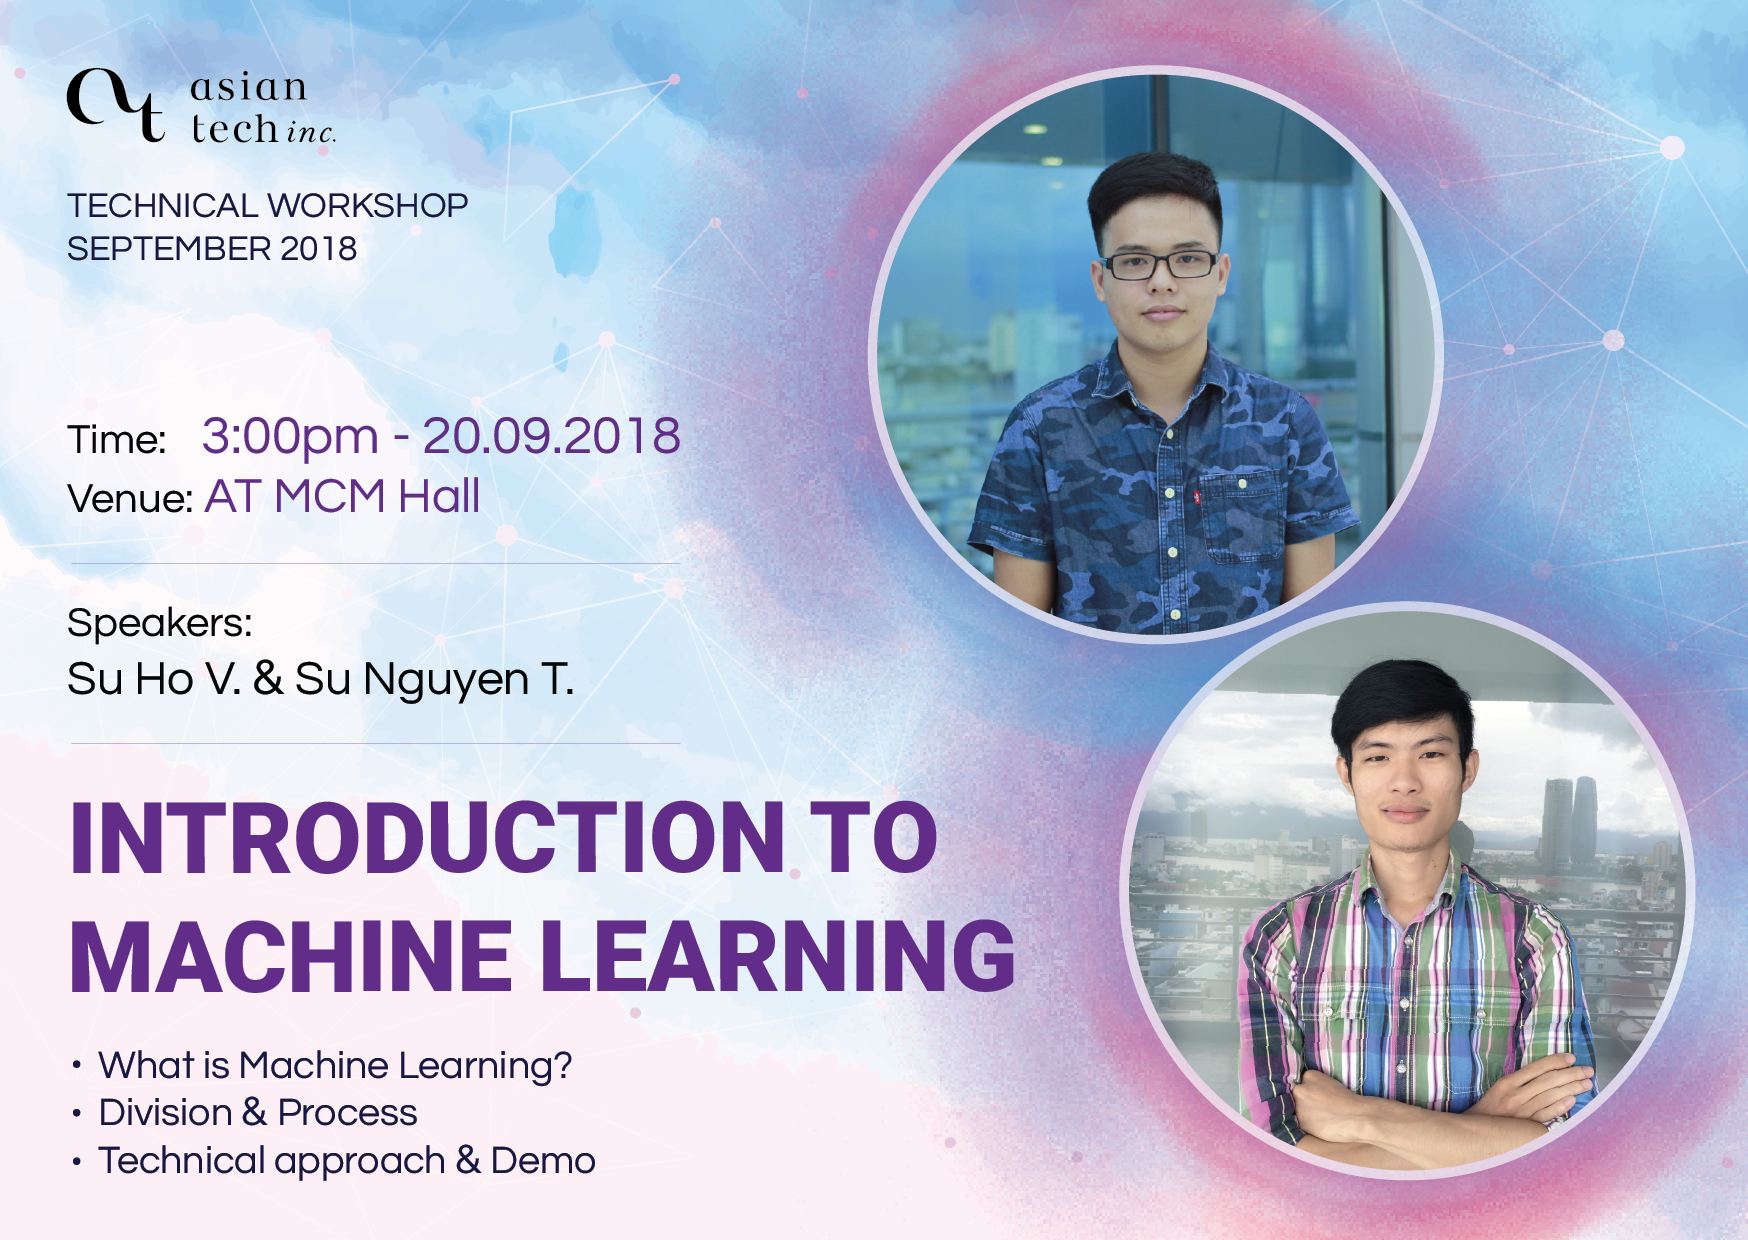 at asian
tech inc.
TECHNICAL WORKSHOP
SEPTEMBER 2018
Time: 3:00pm - 20.09.2018
Venue: AT MCM Hall
Speakers:
Su Ho V. & Su Nguyen T.
INTRODUCTION TO
MACHINE LEARNING
• What is Machine Learning?
• Division & Process
• Technical approach & Demo